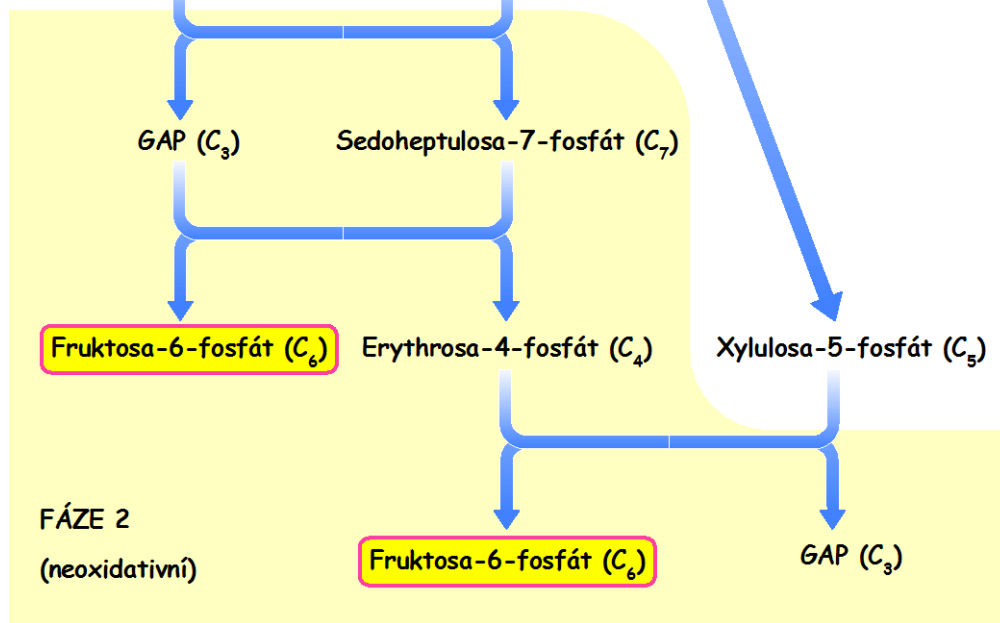 GAP (C₃) Sedoheptulosa-7-fosfát (C₇)
Fruktosa-6-fosfát (C₆) Erythrosa-4-fosfát (C₄) Xylulosa-5-fosfát (C₅)
FÁZE 2
(neoxidativní)
Fruktosa-6-fosfát (C₆) GAP (C₃)